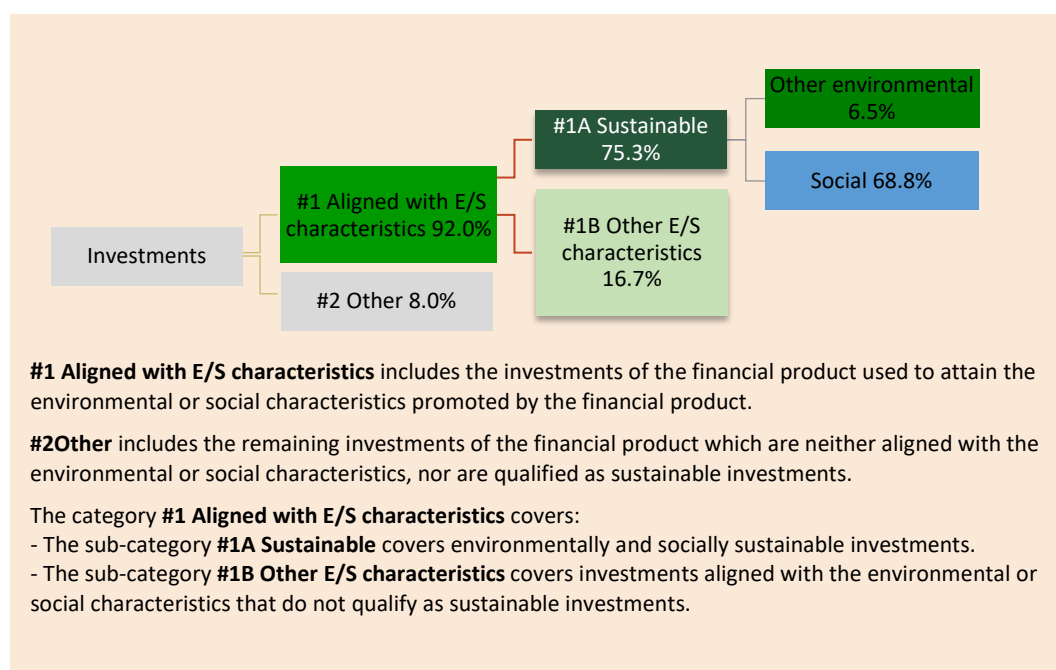 Investments
#1 Aligned with E/S
characteristics 92.0%
#2 Other 8.0%
#1A Sustainable
75.3%
#1B Other E/S
characteristics
16.7%
Other environmental
6.5%
Social 68.8%
#1 Aligned with E/S characteristics includes the investments of the financial product used to attain the
environmental or social characteristics promoted by the financial product.
#2Other includes the remaining investments of the financial product which are neither aligned with the
environmental or social characteristics, nor are qualified as sustainable investments.
The category #1 Aligned with E/S characteristics covers:
- The sub-category #1A Sustainable covers environmentally and socially sustainable investments.
- The sub-category #1B Other E/S characteristics covers investments aligned with the environmental or
social characteristics that do not qualify as sustainable investments.